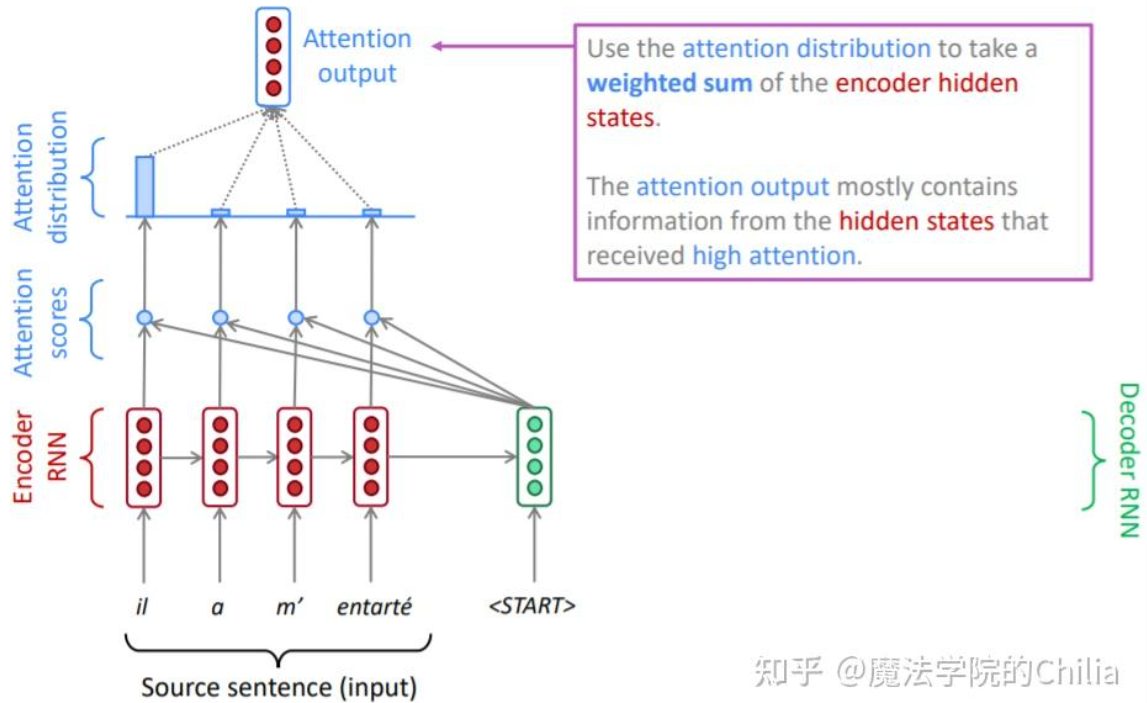 Attention
output
Use the attention distribution to take a
weighted sum of the encoder hidden
states.
The attention output mostly contains
information from the hidden states that
received high attention.
Attention
distribution
Attention
scores
Encoder
RNN
Decoder RNN
il a m' entarté <START>
Source sentence (input)
知乎 @魔法学院的Chilia